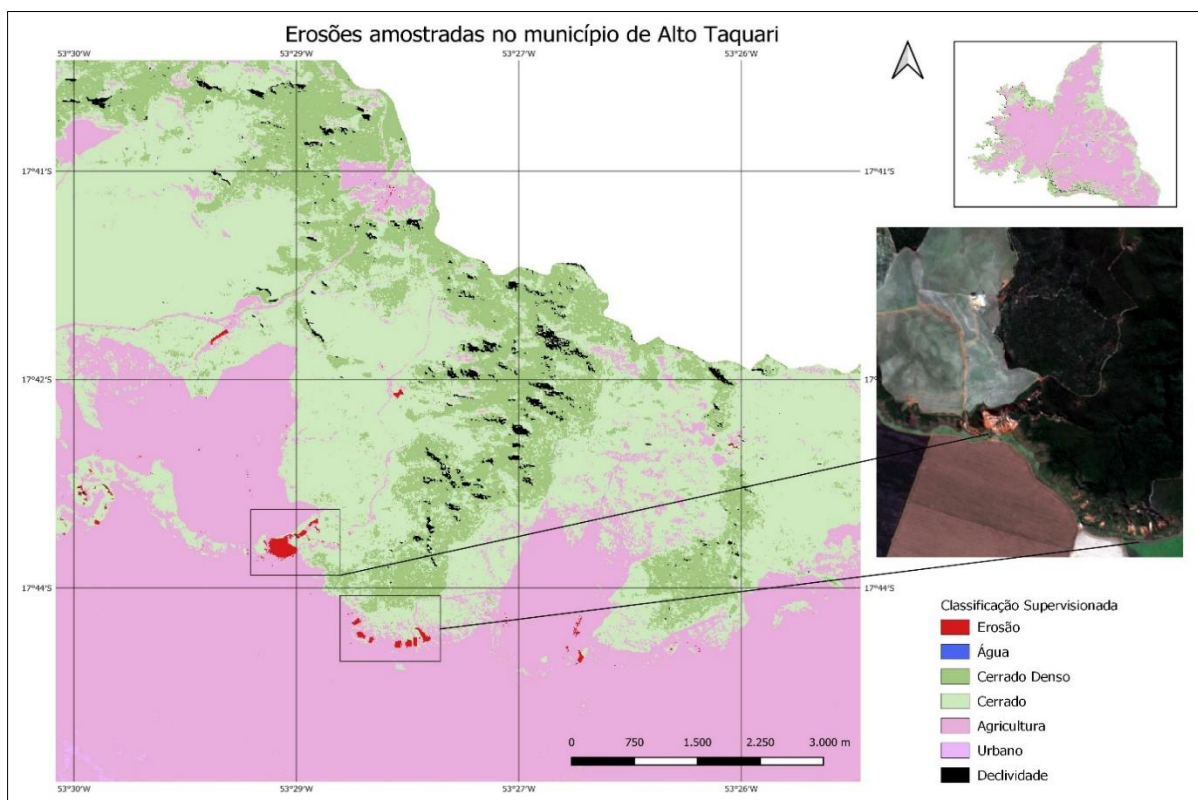 Erosões amostradas no município de Alto Taquari
53°30'W
53°29'W
53°27'W
53°26'W
17°41'S
17°41'S
17°42'S
17°44'S
17°44'S
0
750
1.500
2.250
3.000 m
53°30'W
53°29'W
53°27'W
53°26'W
Classificação Supervisionada
Erosão
Água
Cerrado Denso
Cerrado
Agricultura
Urbano
Declividade